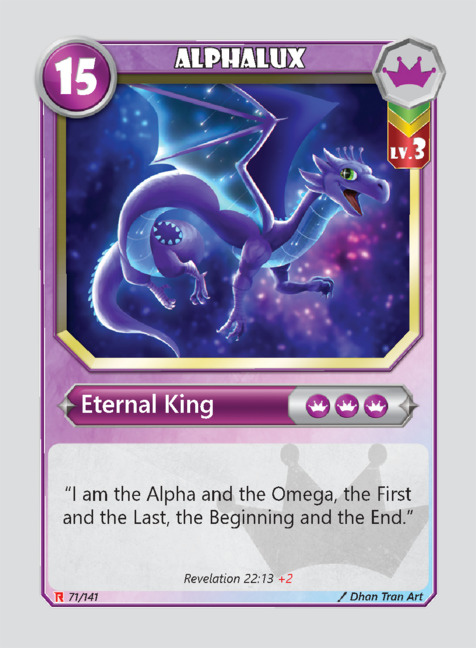 ALPHALUX
15
LV.3
Eternal King
“I am the Alpha and the Omega, the First
and the Last, the Beginning and the End.”
Revelation 22:13 +2
R 71/141
Dhan Tran Art